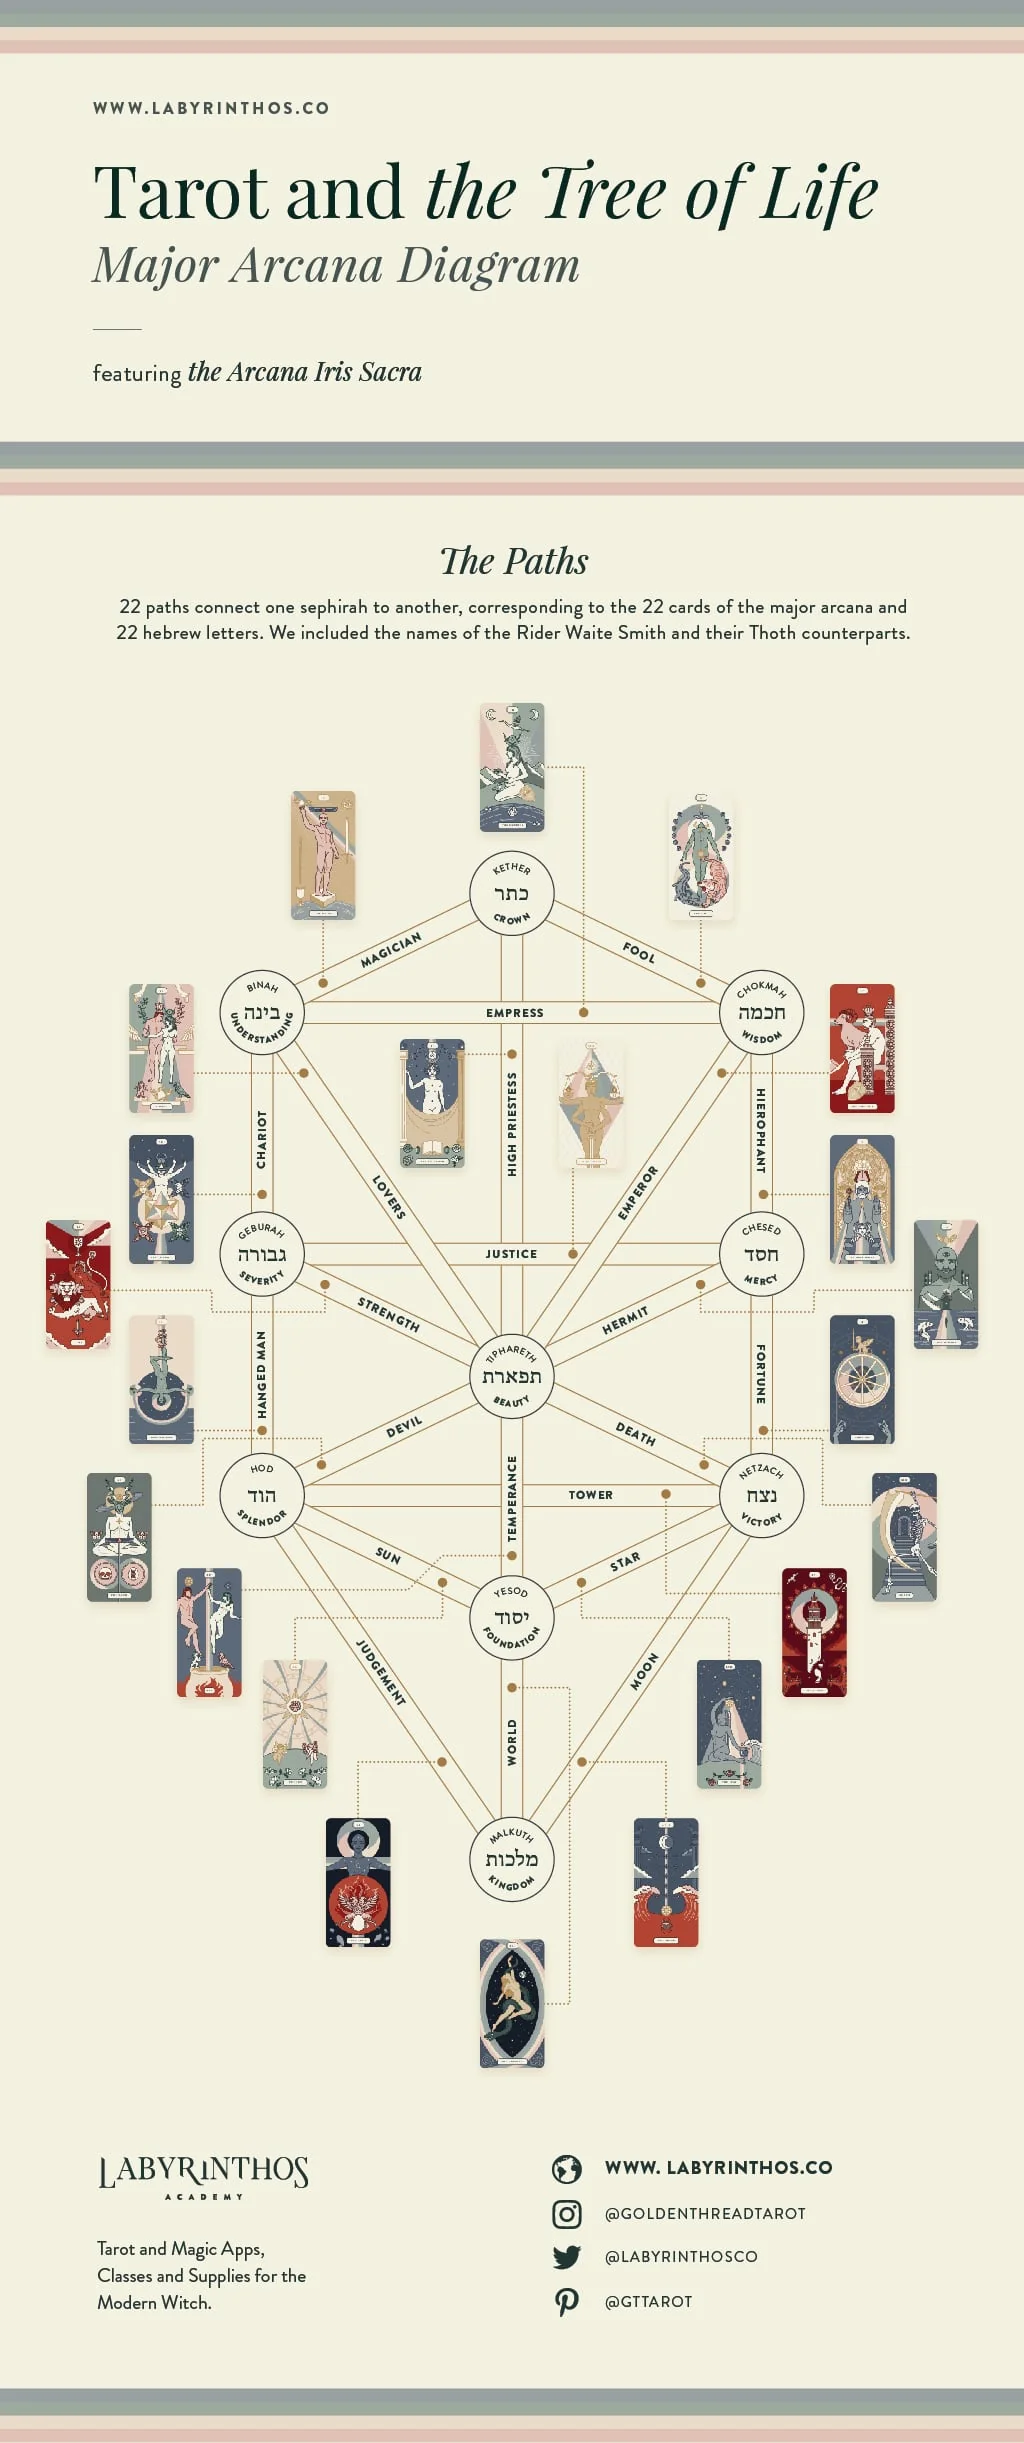 WWW.LABYRINTHOS.CO
Tarot and the Tree of Life
Major Arcana Diagram
featuring the Arcana Iris Sacra
The Paths
22 paths connect one sephirah to another, corresponding to the 22 cards of the major arcana and
22 hebrew letters. We included the names of the Rider Waite Smith and their Thoth counterparts.
KETHER
כתר
CROWN
MAGICIAN
FOOL
BINAH
בינה
UNDERSTANDING
CHOKMAH
חכמה
WISDOM
EMPRESS
CHARIOT
LOVERS
HIGH PRIESTESS
EMPEROR
HIEROPHANT
GEBURAH
גבורה
SEVERITY
JUSTICE
CHESED
חסד
MERCY
STRENGTH
HERMIT
HANGED MAN
TIPHARETH
תפארת
BEAUTY
FORTUNE
DEVIL
DEATH
HOD
הוד
SPLENDOR
TEMPERANCE
TOWER
NETZACH
נצח
VICTORY
SUN
STAR
YESOD
יסוד
FOUNDATION
JUDGEMENT
MOON
WORLD
MALKUTH
מלכות
KINGDOM
LABYRINTHOS
ACADEMY
Tarot and Magic Apps,
Classes and Supplies for the
Modern Witch.
WWW. LABYRINTHOS.CO
@GOLDENTHREADTAROT
@LABYRINTHOSCO
@GTTAROT